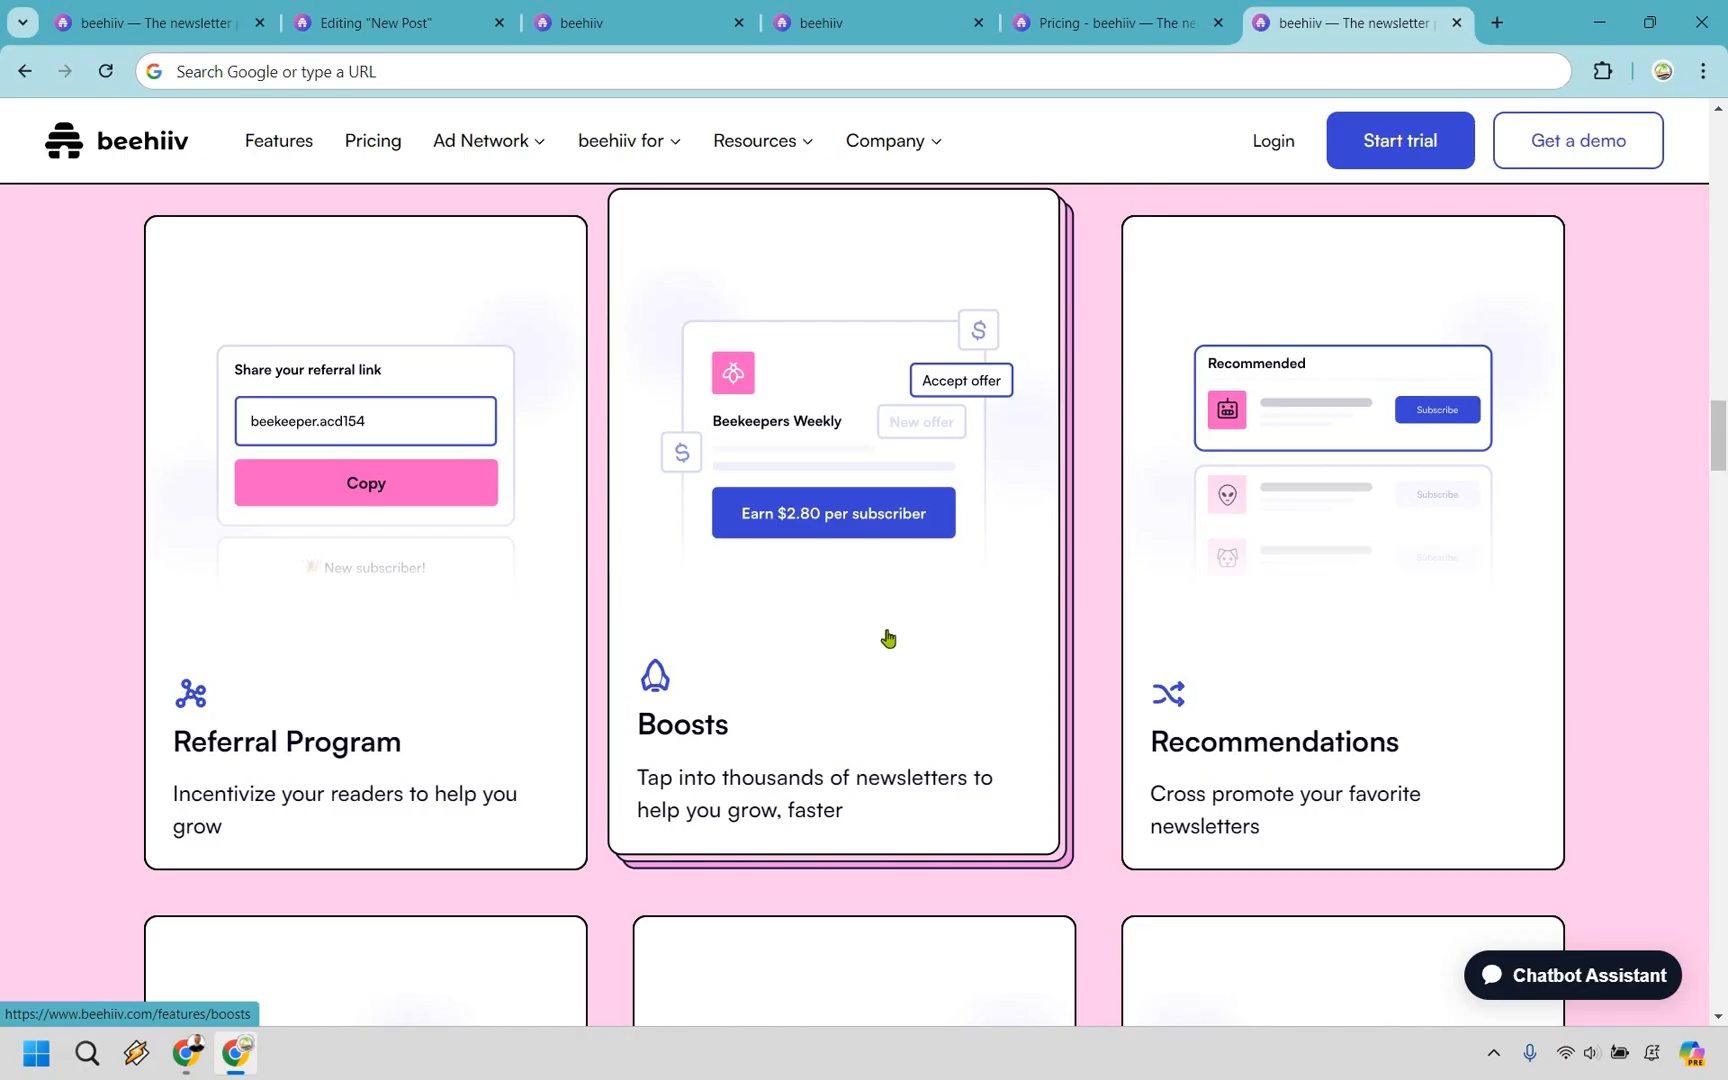 beehiiv — The newsletter
Editing "New Post"
beehiiv
beehiiv
Pricing - beehiiv — The ne
beehiiv — The newsletter
Search Google or type a URL
beehiiv
Features
Pricing
Ad Network
beehiiv for
Resources
Company
Login
Start trial
Get a demo
Share your referral link
beekeeper.acd154
Copy
New subscriber!
Referral Program
Incentivize your readers to help you
grow
$
Accept offer
Beekeepers Weekly
New offer
$
Earn $2.80 per subscriber
Boosts
Tap into thousands of newsletters to
help you grow, faster
Recommended
Subscribe
Subscribe
Subscribe
Recommendations
Cross promote your favorite
newsletters
Chatbot Assistant
https://www.beehiiv.com/features/boosts
PRE